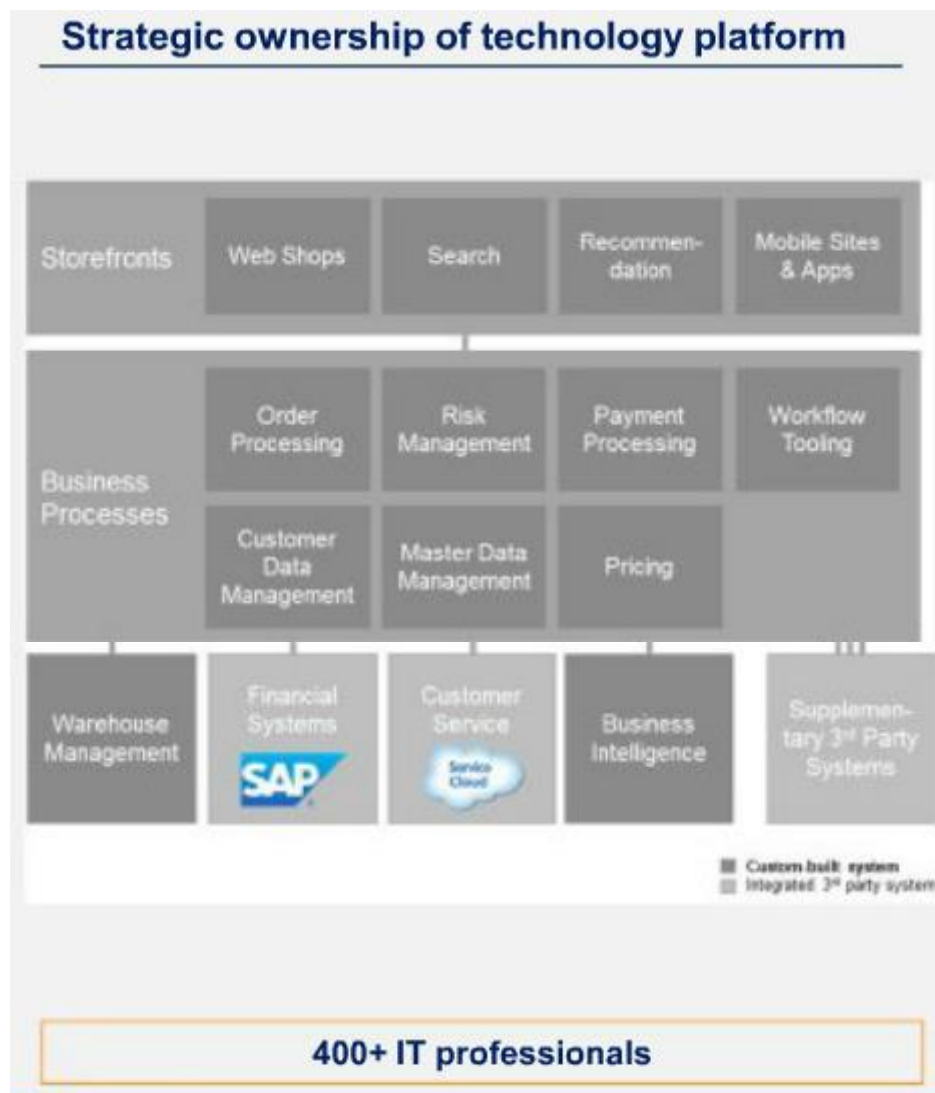 Strategic ownership of technology platform
Storefronts
Web Shops
Search
Recommen-
dation
Mobile Sites
& Apps
Business
Processes
Order
Processing
Risk
Management
Payment
Processing
Workflow
Tooling
Customer
Data
Management
Master Data
Management
Pricing
Warehouse
Management
Financial
Systems
SAP
Customer
Service
Service
Cloud
Business
Intelligence
Supplemen-
tary 3rd Party
Systems
Custom-built system
Integrated 3rd party system
400+ IT professionals